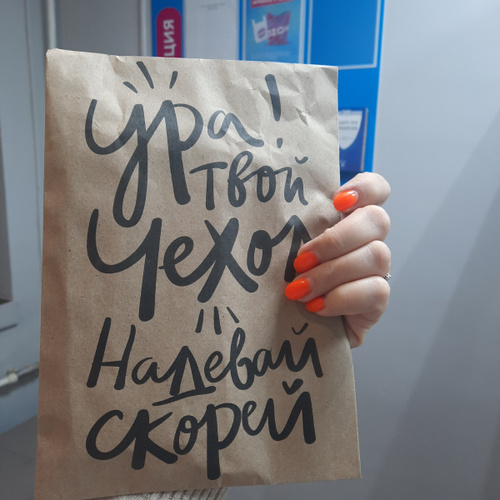 Ура!
твой
чехол
Надевай
скорей